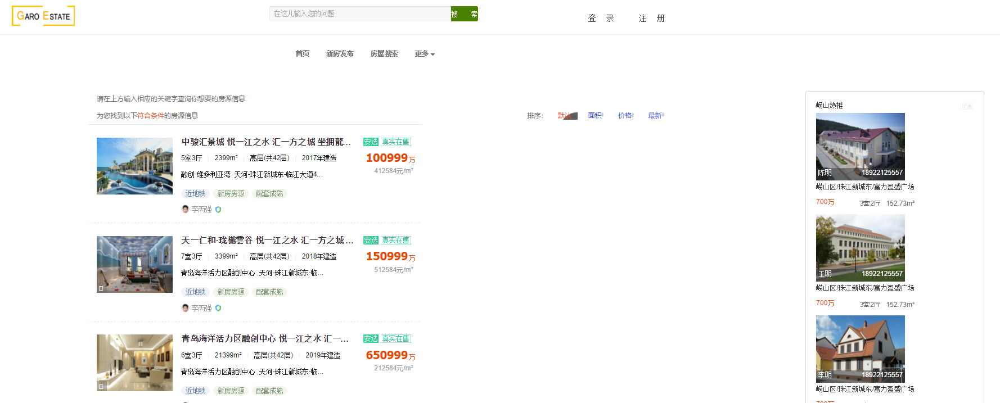 GARO ESTATE
在这儿输入您的问题
搜 索
登 录 注 册
首页 新房发布 房屋搜索 更多
请在上方输入相应的关键字查询你想要的房源信息
为您找到以下符合条件的房源信息
排序： 默认 面积 价格 最新
中骏汇景城 悦一江之水 汇一方之城 坐拥龍...
安选 真实在售
5室3厅 2399m² 高层(共42层) 2017年建造
100999万
412584元/m²
融创·维多利亚湾 天河-珠江新城东-临江大道4...
近地铁 新房房源 配套成熟
李丙强
天一仁和·珑樾雲谷 悦一江之水 汇一方之城...
安选 真实在售
7室3厅 3399m² 高层(共42层) 2018年建造
150999万
512584元/m²
青岛海洋活力区融创中心 天河-珠江新城东-临...
近地铁 新房房源 配套成熟
李丙强
青岛海洋活力区融创中心 悦一江之水 汇一...
安选 真实在售
6室3厅 21399m² 高层(共42层) 2019年建造
650999万
212584元/m²
青岛海洋活力区融创中心 天河-珠江新城东-临...
近地铁 新房房源 配套成熟
崂山热推
广告
陈明 18922125557
崂山区/珠江新城东/富力盈盛广场
700万 3室2厅 152.73m²
王明 18922125557
崂山区/珠江新城东/富力盈盛广场
700万 3室2厅 152.73m²
李明 18922125557
崂山区/珠江新城东/富力盈盛广场
700万